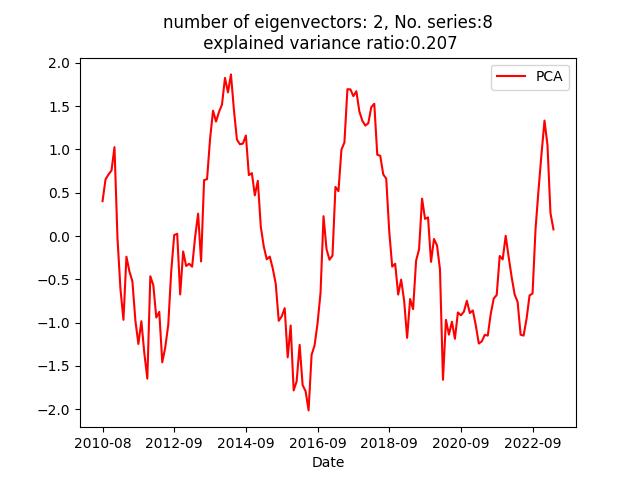 number of eigenvectors: 2, No. series:8
explained variance ratio:0.207
PCA
2.0
1.5
1.0
0.5
0.0
−0.5
−1.0
−1.5
−2.0
2010-08 2012-09 2014-09 2016-09 2018-09 2020-09 2022-09
Date